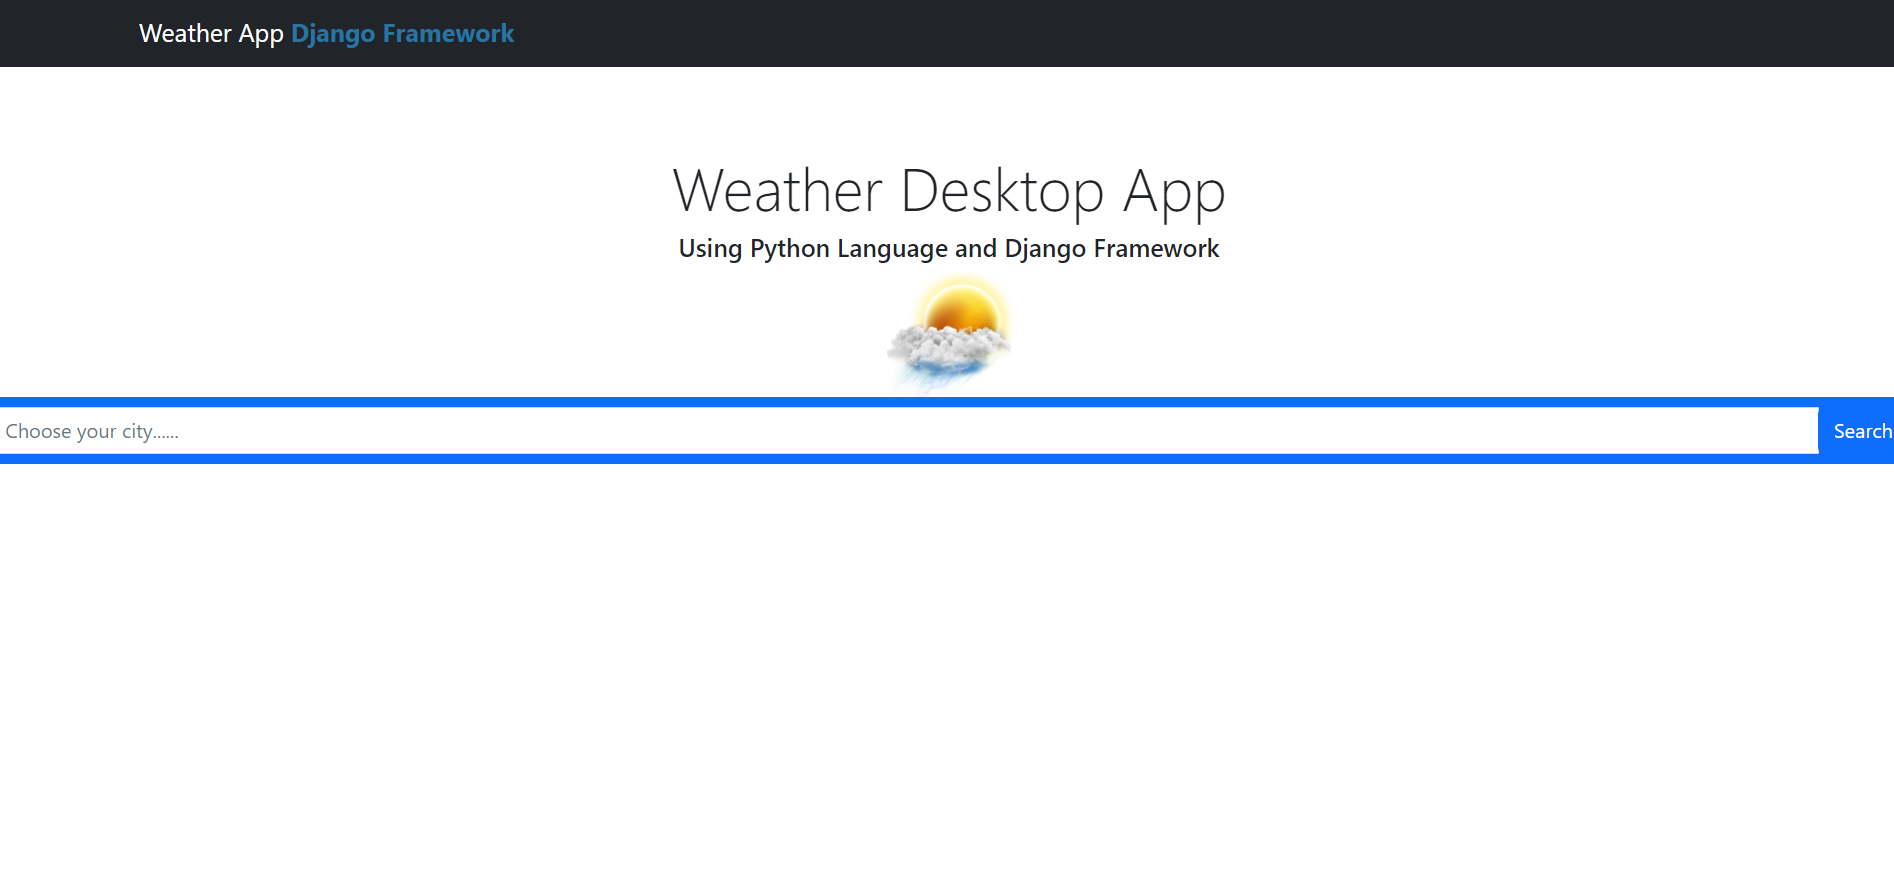 Weather App Django Framework
Weather Desktop App
Using Python Language and Django Framework
Choose your city......
Search